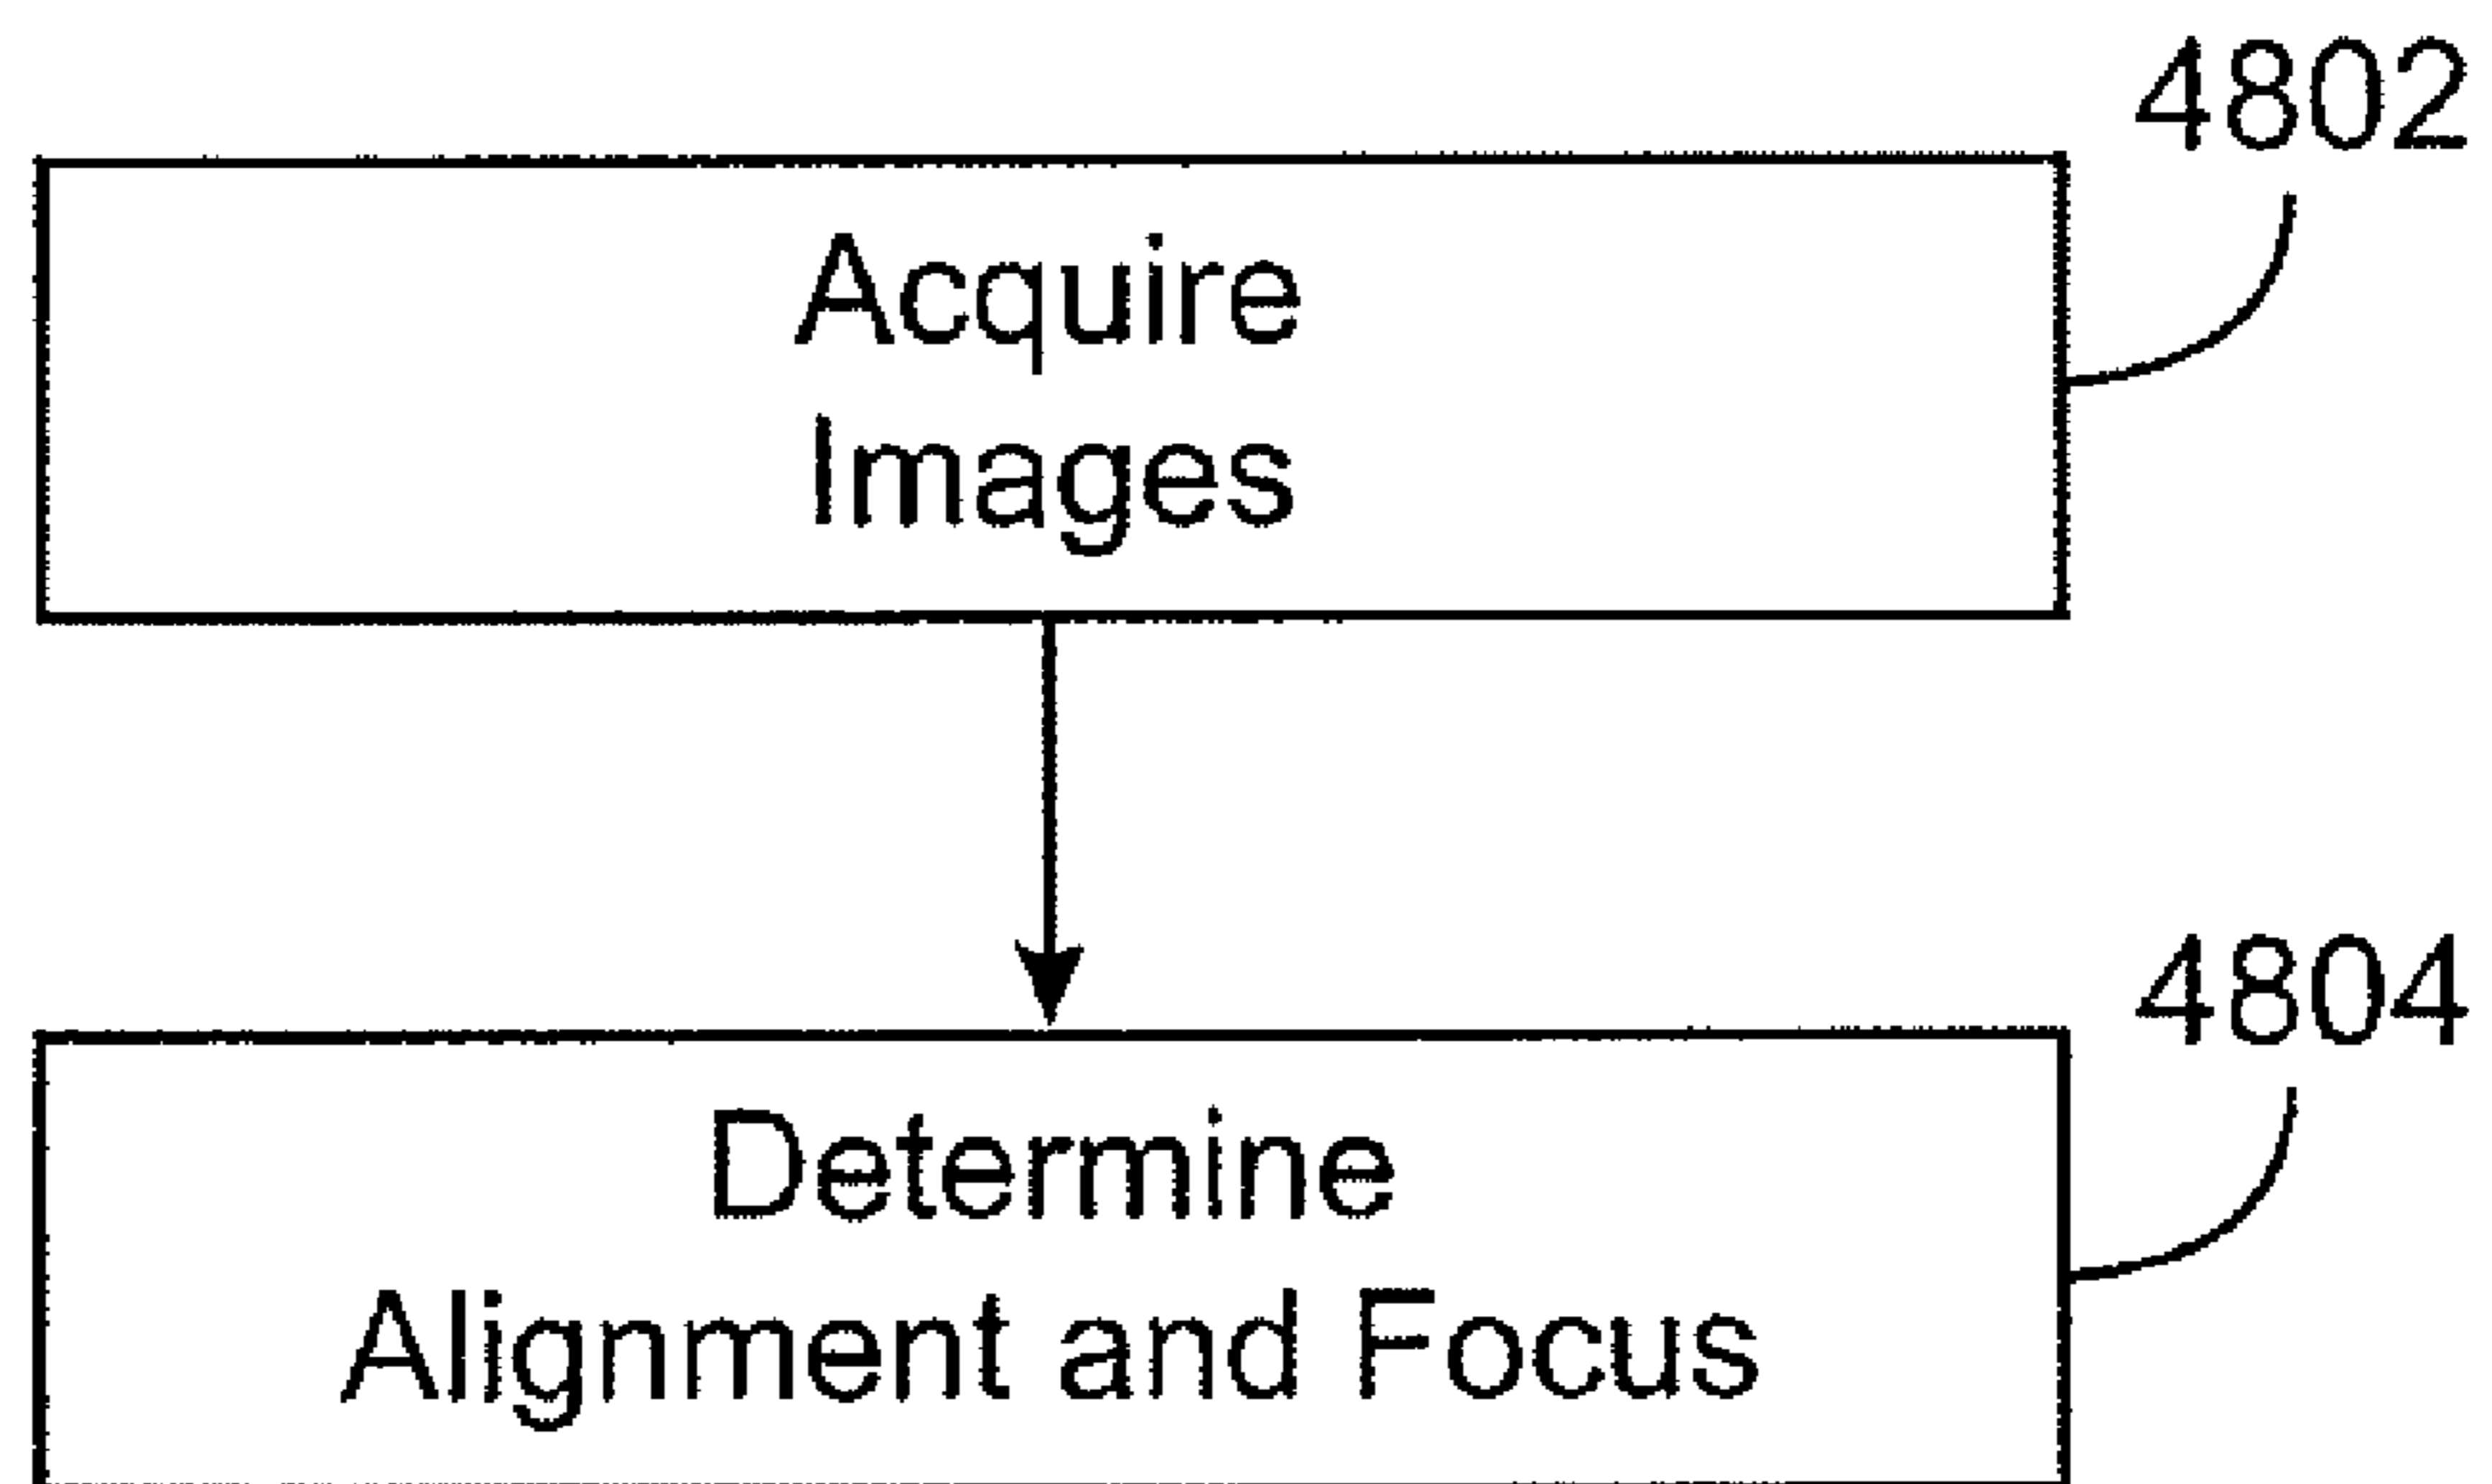 4802
Acquire
Images
4804
Determine
Alignment and Focus